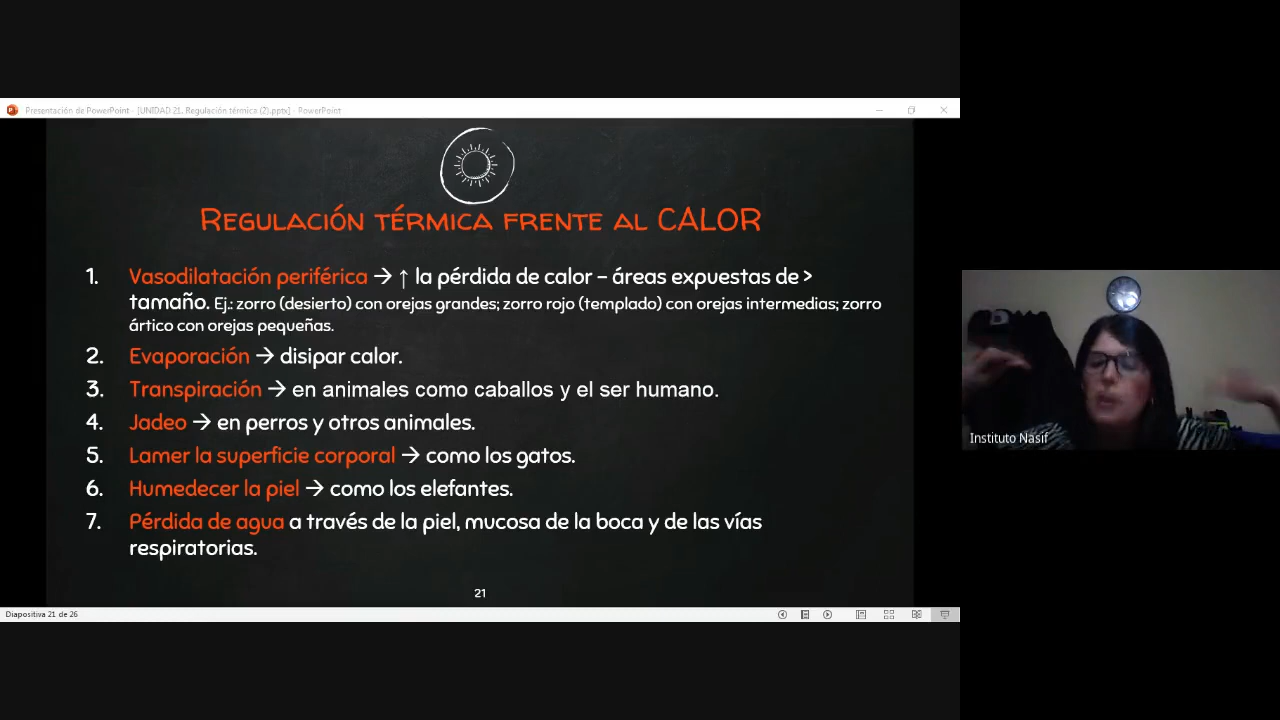 Presentación de PowerPoint - [UNIDAD 21. Regulación térmica (2).pptx] - PowerPoint
Regulación térmica frente al CALOR
1. Vasodilatación periférica → ↑ la pérdida de calor – áreas expuestas de >
tamaño. Ej.: zorro (desierto) con orejas grandes; zorro rojo (templado) con orejas intermedias; zorro
ártico con orejas pequeñas.
2. Evaporación → disipar calor.
3. Transpiración → en animales como caballos y el ser humano.
4. Jadeo → en perros y otros animales.
5. Lamer la superficie corporal → como los gatos.
6. Humedecer la piel → como los elefantes.
7. Pérdida de agua a través de la piel, mucosa de la boca y de las vías
respiratorias.
21
Diapositiva 21 de 26
Instituto Nasif